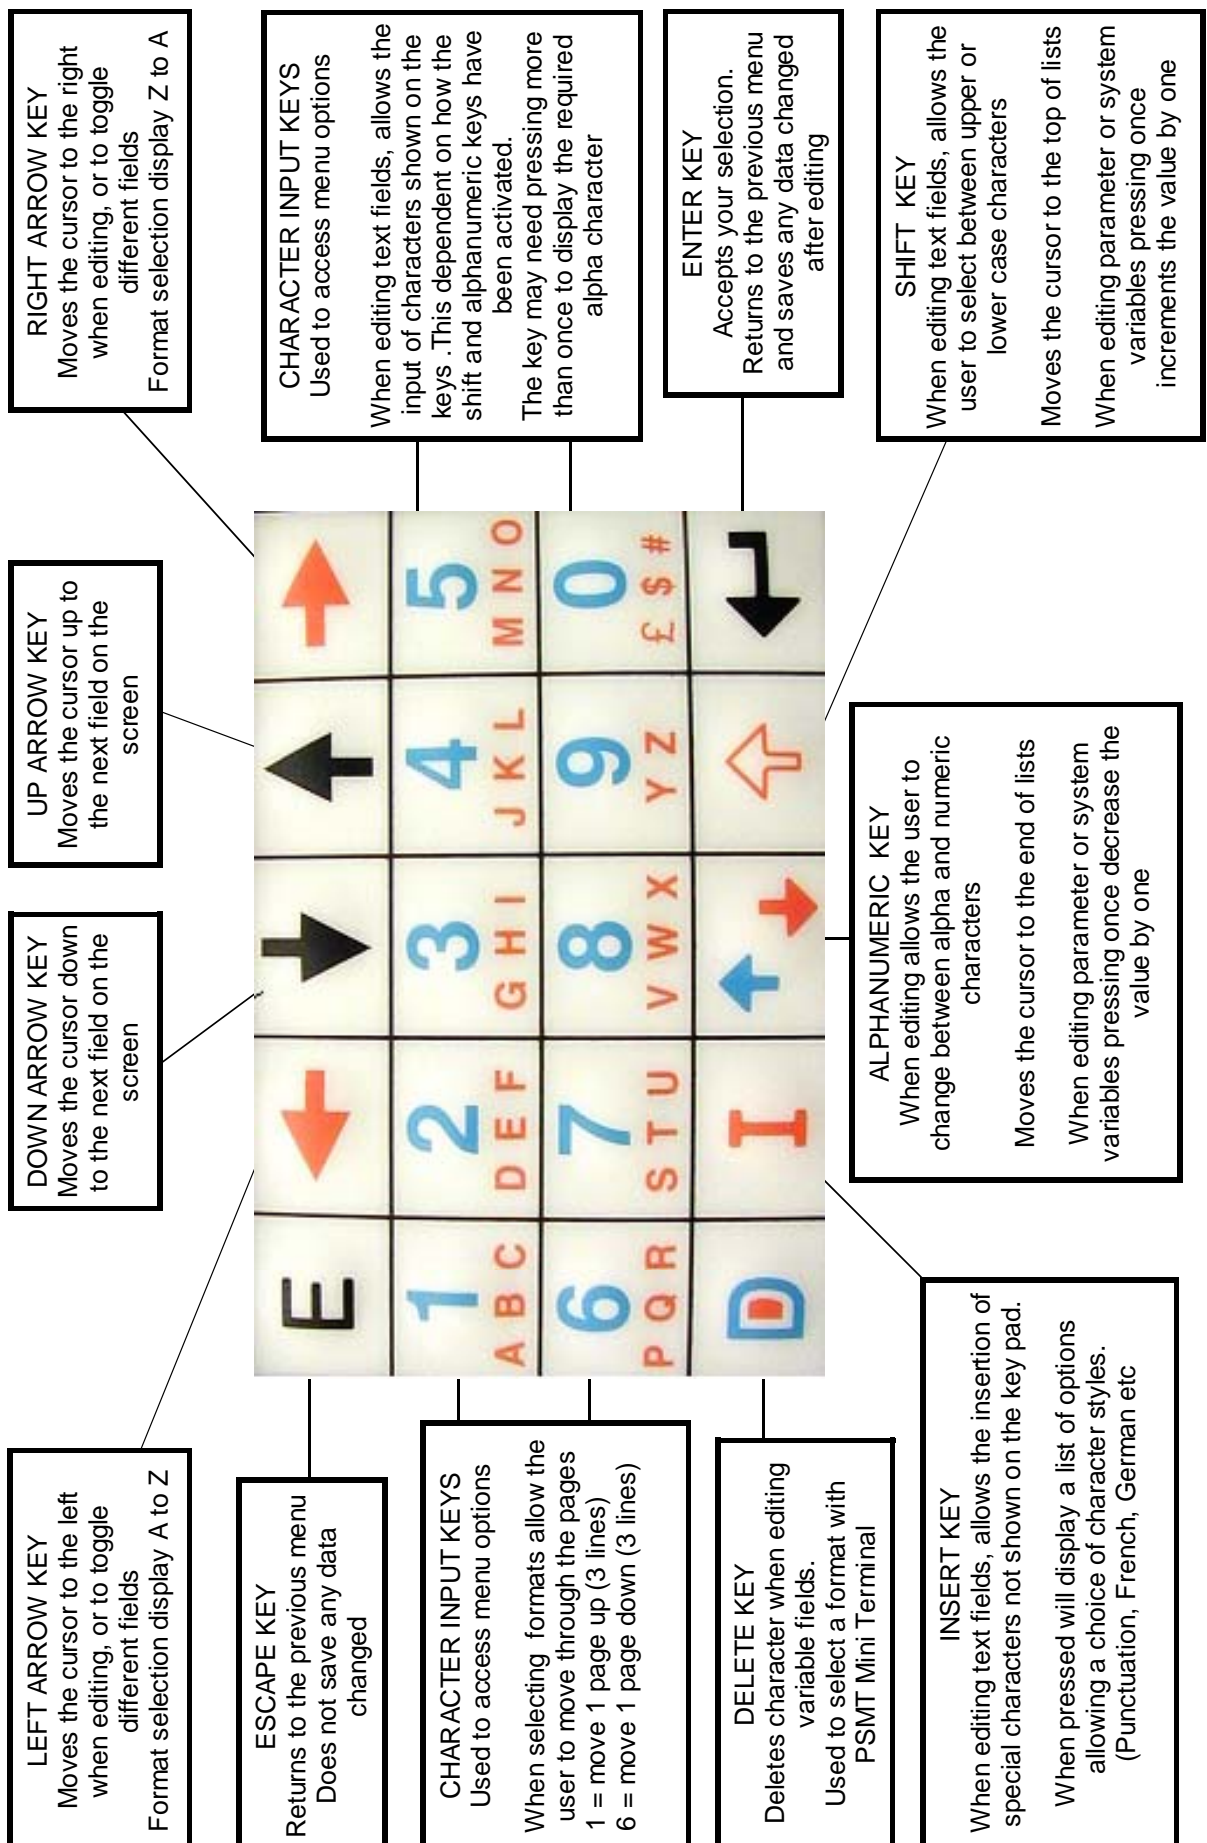 LEFT ARROW KEY
Moves the cursor to the left
when editing, or to toggle
different fields
Format selection display A to Z
DOWN ARROW KEY
Moves the cursor down
to the next field on the
screen
UP ARROW KEY
Moves the cursor up to
the next field on the
screen
RIGHT ARROW KEY
Moves the cursor to the right
when editing, or to toggle
different fields
Format selection display Z to A
ESCAPE KEY
Returns to the previous menu
Does not save any data
changed
CHARACTER INPUT KEYS
Used to access menu options
When selecting formats allow the
user to move through the pages
1 = move 1 page up (3 lines)
6 = move 1 page down (3 lines)
DELETE KEY
Deletes character when editing
variable fields.
Used to select a format with
PSMT Mini Terminal
E
1 2 3 4 5
A B C D E F G H I J K L M N O
6 7 8 9 0
P Q R S T U V W X Y Z £ $ #
D I
CHARACTER INPUT KEYS
Used to access menu options
When editing text fields, allows the
input of characters shown on the
keys .This dependent on how the
shift and alphanumeric keys have
been activated.
The key may need pressing more
than once to display the required
alpha character
ENTER KEY
Accepts your selection.
Returns to the previous menu
and saves any data changed
after editing
INSERT KEY
When editing text fields, allows the insertion of
special characters not shown on the key pad.
When pressed will display a list of options
allowing a choice of character styles.
(Punctuation, French, German etc
ALPHANUMERIC KEY
When editing allows the user to
change between alpha and numeric
characters
Moves the cursor to the end of lists
When editing parameter or system
variables pressing once decrease the
value by one
SHIFT KEY
When editing text fields, allows the
user to select between upper or
lower case characters
Moves the cursor to the top of lists
When editing parameter or system
variables pressing once
increments the value by one